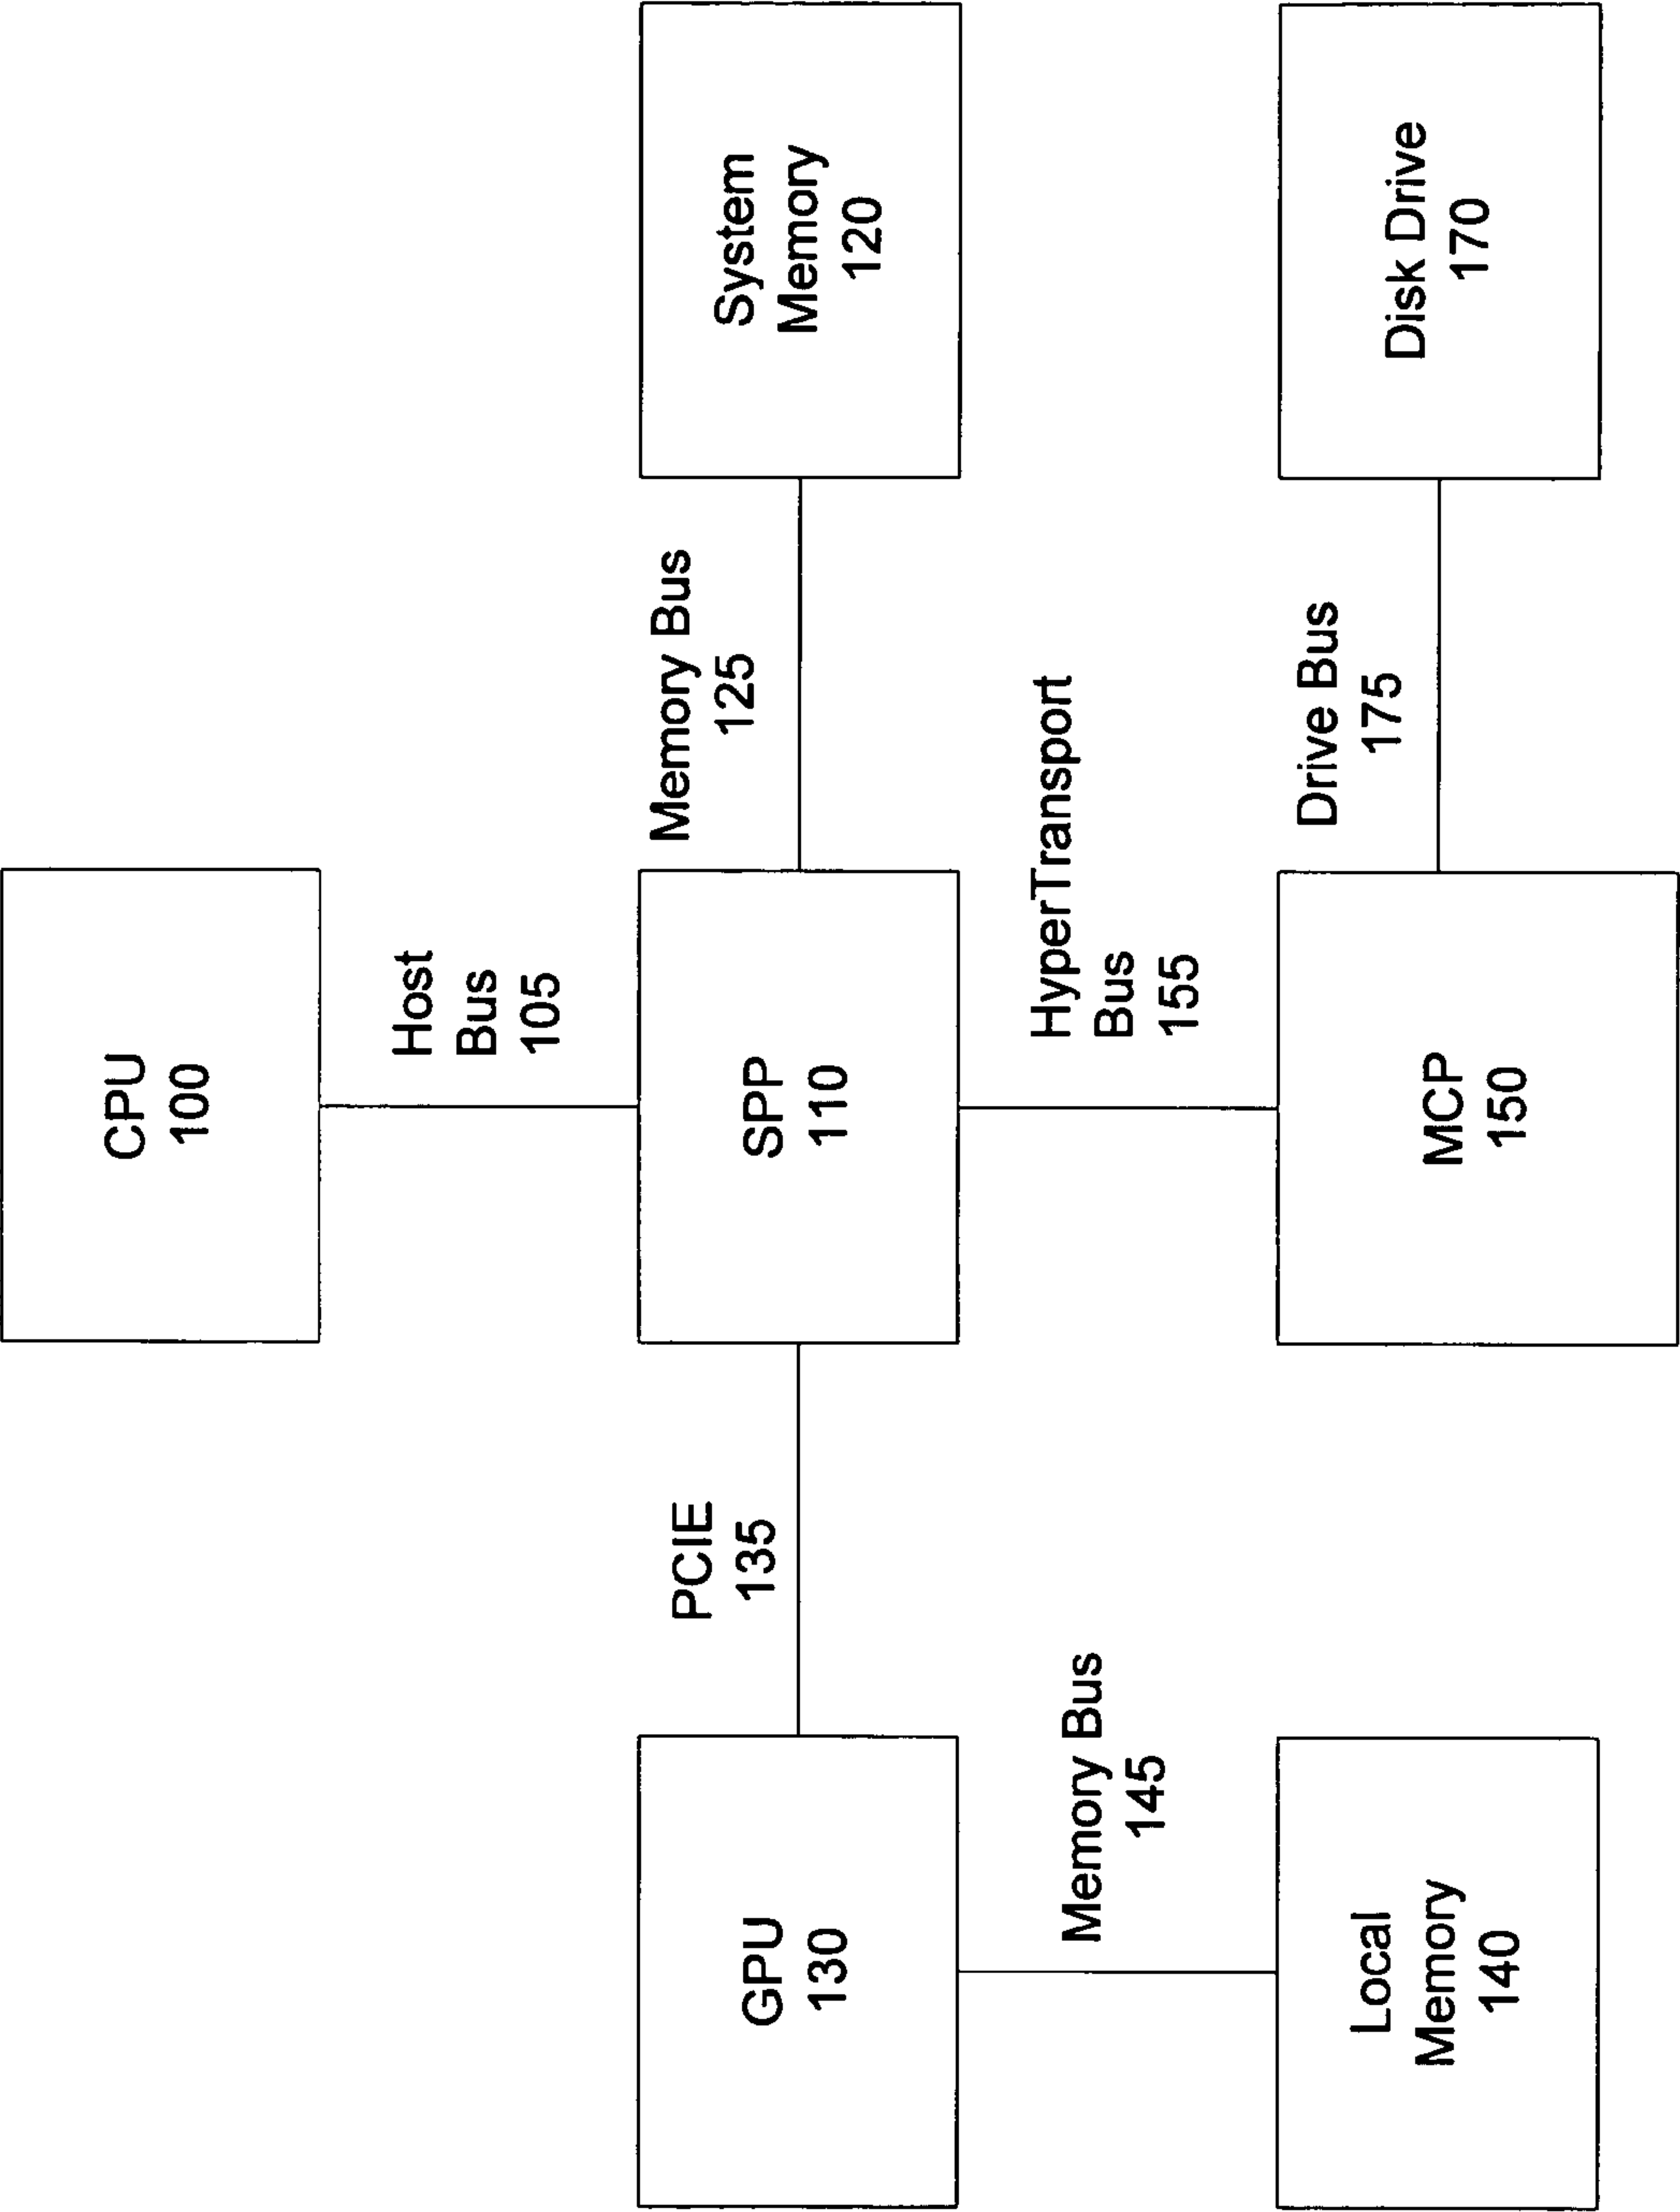 CPU
100
Host
Bus
105
GPU
130
PCIE
135
SPP
110
Memory Bus
125
System
Memory
120
Memory Bus
145
HyperTransport
Bus
155
Local
Memory
140
MCP
150
Drive Bus
175
Disk Drive
170